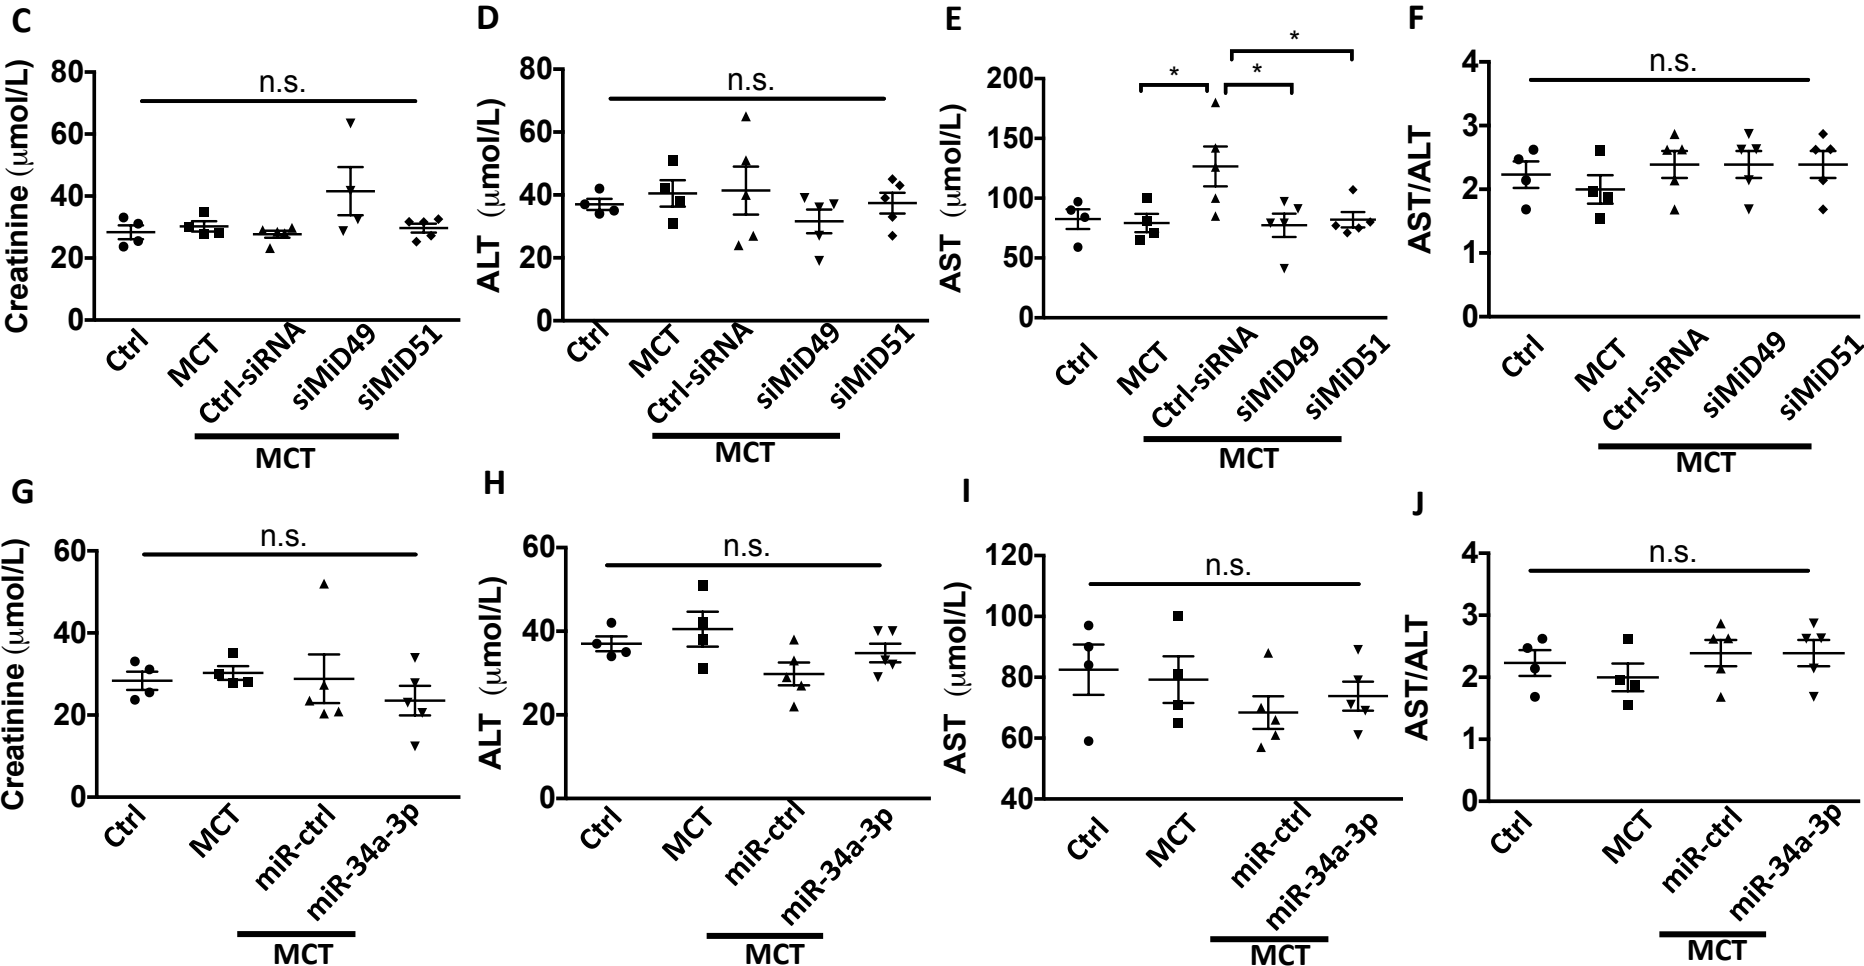 C
Creatinine (μmol/L)
80
60
40
20
0
n.s.
Ctrl
MCT
Ctrl-siRNA
siMiD49
siMiD51
MCT
D
ALT (μmol/L)
80
60
40
20
0
n.s.
Ctrl
MCT
Ctrl-siRNA
siMiD49
siMiD51
MCT
E
AST (μmol/L)
200
150
100
50
0
*
*
*
Ctrl
MCT
Ctrl-siRNA
siMiD49
siMiD51
MCT
F
AST/ALT
4
3
2
1
0
n.s.
Ctrl
MCT
Ctrl-siRNA
siMiD49
siMiD51
MCT
G
Creatinine (μmol/L)
60
40
20
0
n.s.
Ctrl
MCT
miR-ctrl
miR-34a-3p
MCT
H
ALT (μmol/L)
60
40
20
0
n.s.
Ctrl
MCT
miR-ctrl
miR-34a-3p
MCT
I
AST (μmol/L)
120
100
80
60
40
n.s.
Ctrl
MCT
miR-ctrl
miR-34a-3p
MCT
J
AST/ALT
4
3
2
1
0
n.s.
Ctrl
MCT
miR-ctrl
miR-34a-3p
MCT